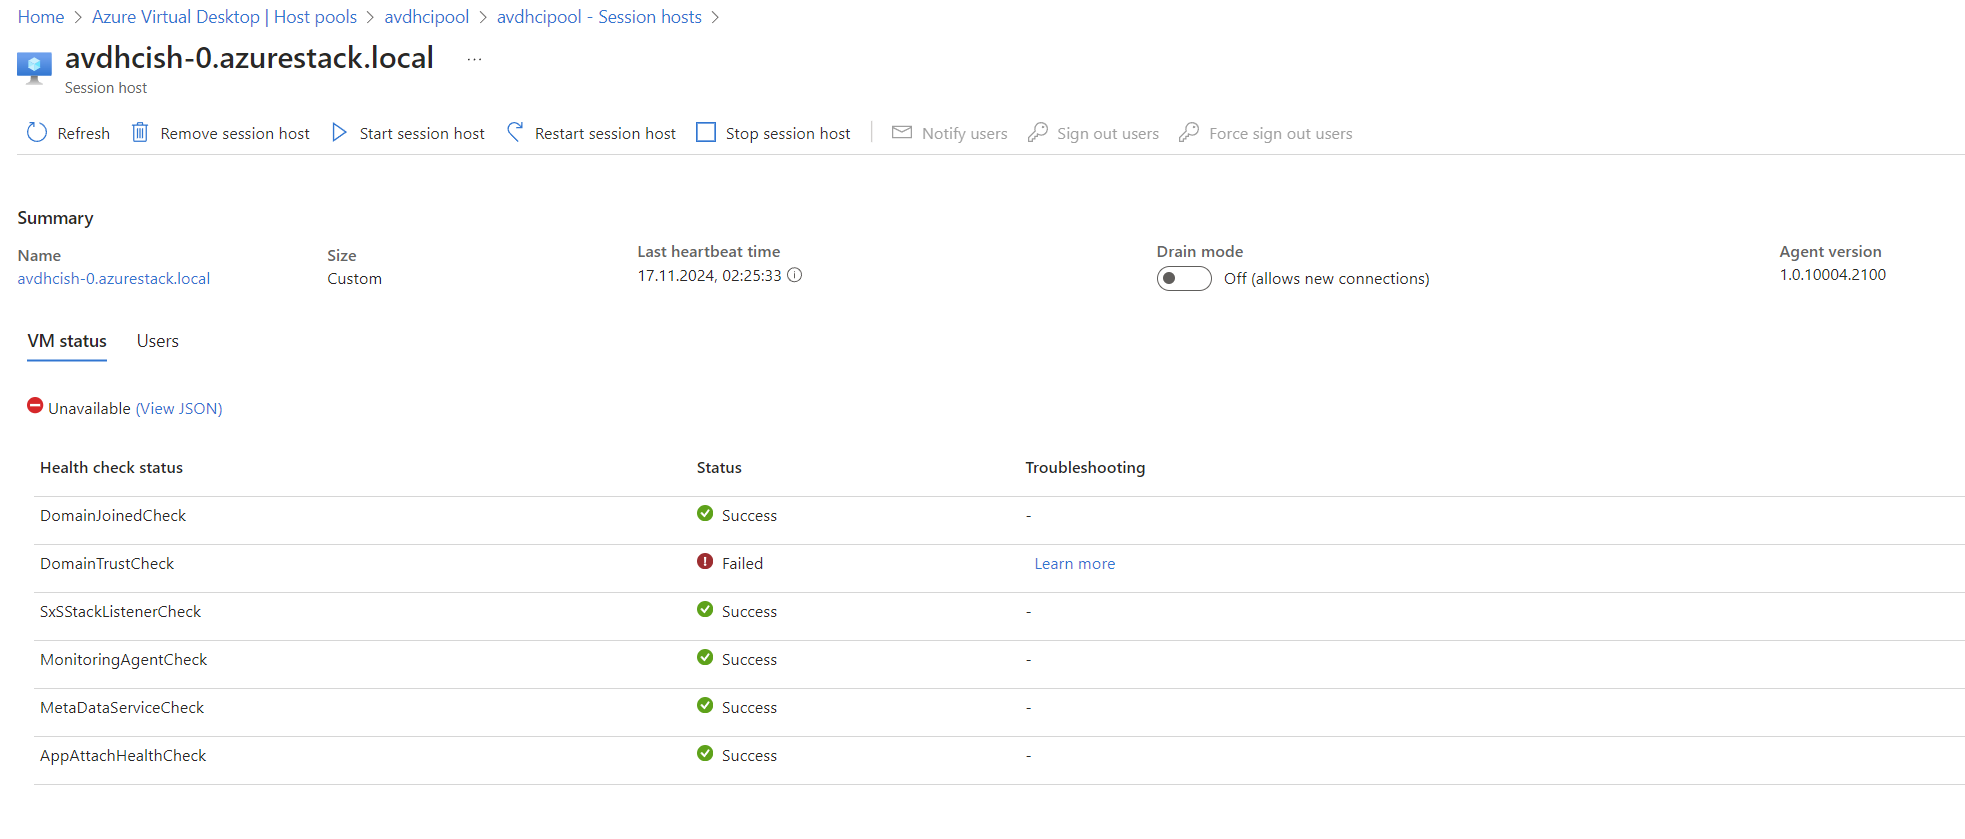 Home > Azure Virtual Desktop | Host pools > avdhcipool > avdhcipool - Session hosts >
avdhcish-0.azurestack.local ...
Session host
Refresh Remove session host Start session host Restart session host Stop session host Notify users Sign out users Force sign out users
Summary
Name Size Last heartbeat time Drain mode Agent version
avdhcish-0.azurestack.local Custom 17.11.2024, 02:25:33 Off (allows new connections) 1.0.10004.2100
VM status Users
Unavailable (View JSON)
Health check status Status Troubleshooting
DomainJoinedCheck Success -
DomainTrustCheck Failed Learn more
SxSStackListenerCheck Success -
MonitoringAgentCheck Success -
MetaDataServiceCheck Success -
AppAttachHealthCheck Success -